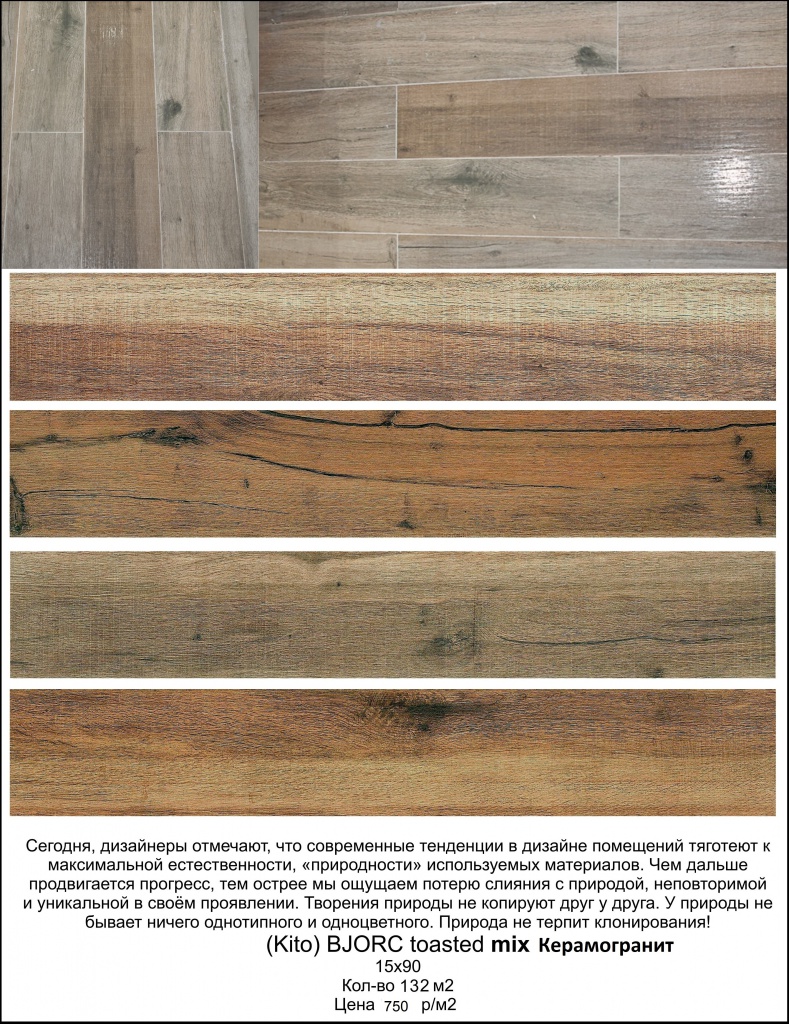 Сегодня, дизайнеры отмечают, что современные тенденции в дизайне помещений тяготеют к
максимальной естественности, «природности» используемых материалов. Чем дальше
продвигается прогресс, тем острее мы ощущаем потерю слияния с природой, неповторимой
и уникальной в своём проявлении. Творения природы не копируют друг у друга. У природы не
бывает ничего однотипного и одноцветного. Природа не терпит клонирования!
(Kito) BJORC toasted mix Керамогранит
15x90
Кол-во 132 м2
Цена 750 р/м2